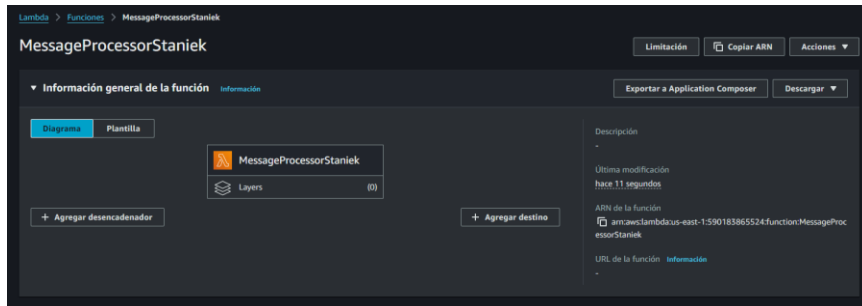 Lambda > Funciones > MessageProcessorStaniek
MessageProcessorStaniek
Limitación
Copiar ARN
Acciones ▼
▼ Información general de la función Información
Exportar a Application Composer
Descargar ▼
Diagrama
Plantilla
MessageProcessorStaniek
Layers (0)
+ Agregar desencadenador
+ Agregar destino
Descripción
-
Última modificación
hace 11 segundos
ARN de la función
arn:aws:lambda:us-east-1:590183865524:function:MessageProc
essorStaniek
URL de la función Información
-